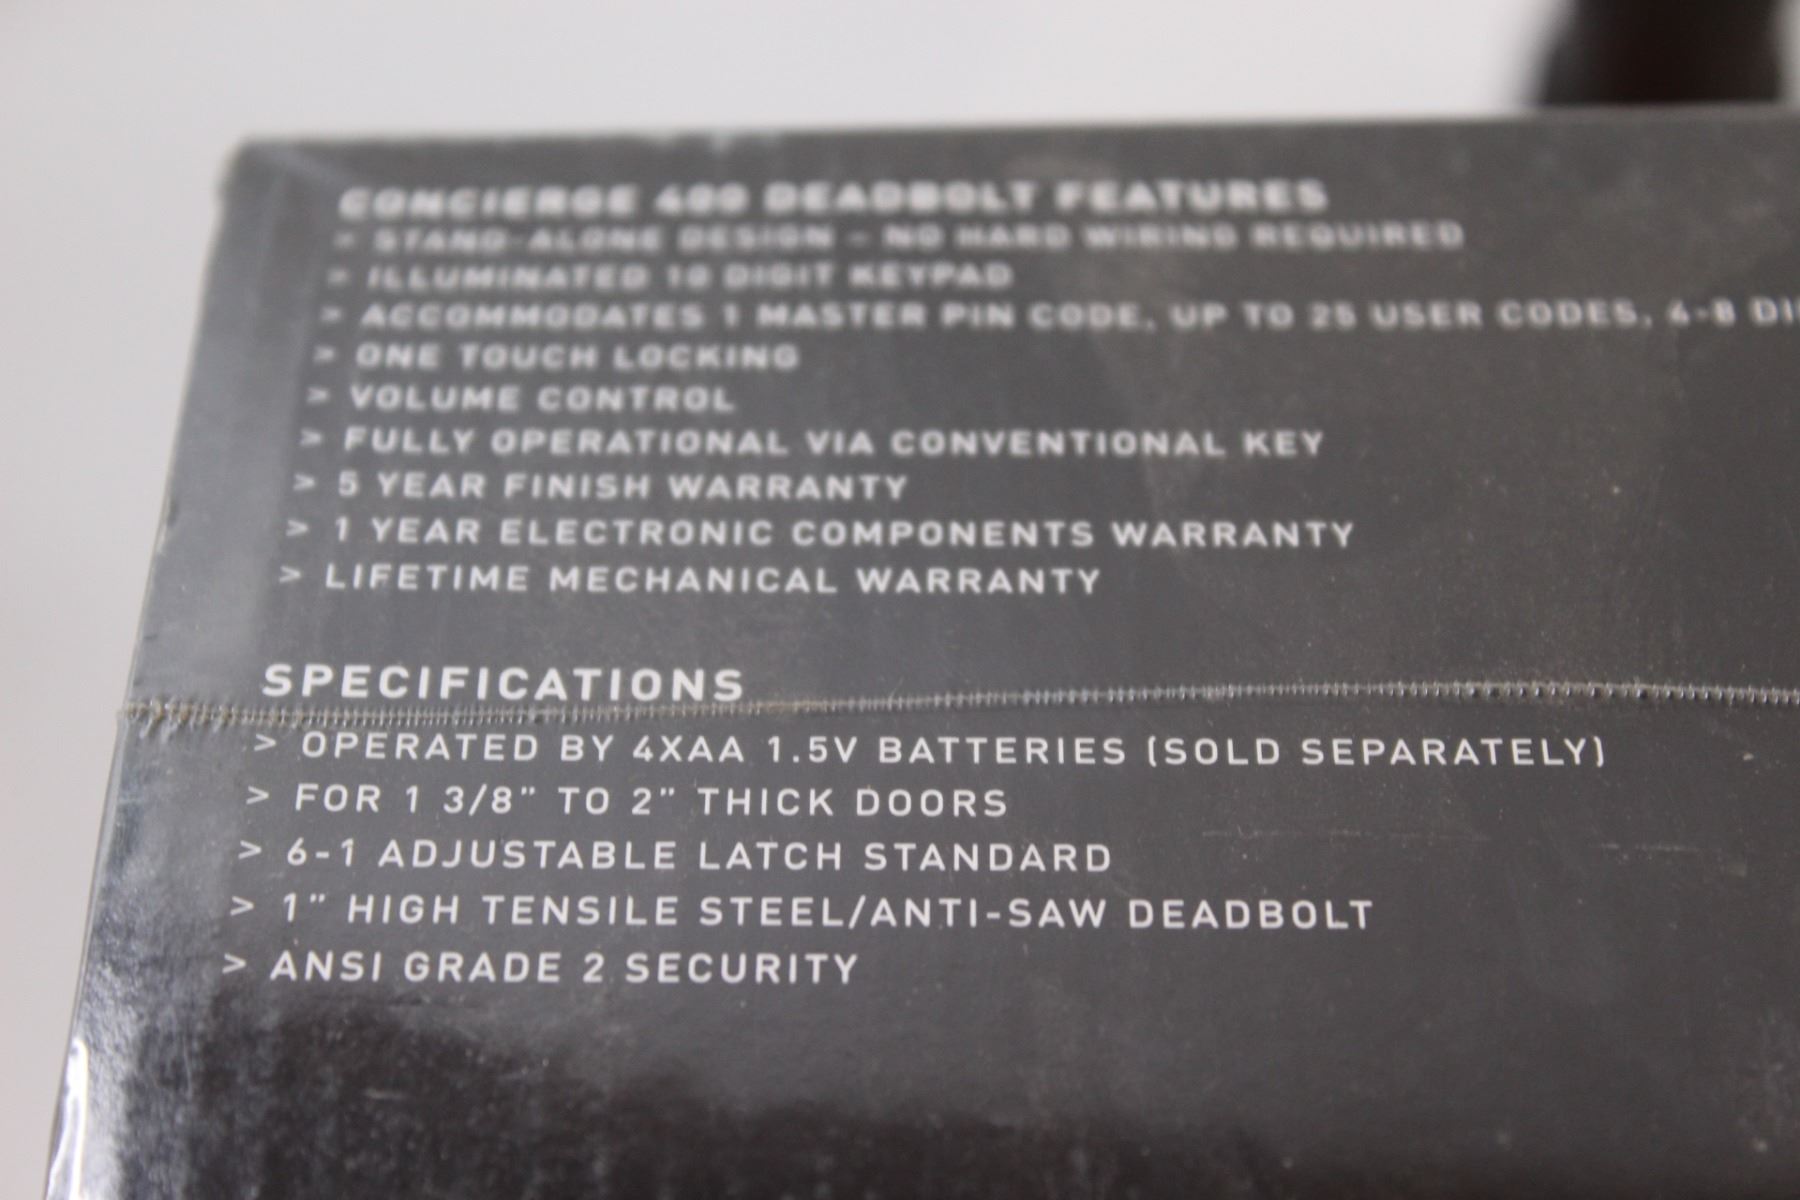 CONCIERGE 400 DEADBOLT FEATURES
> STAND-ALONE DESIGN – NO HARD WIRING REQUIRED
> ILLUMINATED 10 DIGIT KEYPAD
> ACCOMMODATES 1 MASTER PIN CODE, UP TO 25 USER CODES, 4-8
> ONE TOUCH LOCKING
> VOLUME CONTROL
> FULLY OPERATIONAL VIA CONVENTIONAL KEY
> 5 YEAR FINISH WARRANTY
> 1 YEAR ELECTRONIC COMPONENTS WARRANTY
> LIFETIME MECHANICAL WARRANTY
SPECIFICATIONS
> OPERATED BY 4XAA 1.5V BATTERIES (SOLD SEPARATELY)
> FOR 1 3/8" TO 2" THICK DOORS
> 6-1 ADJUSTABLE LATCH STANDARD
> 1" HIGH TENSILE STEEL/ANTI-SAW DEADBOLT
> ANSI GRADE 2 SECURITY